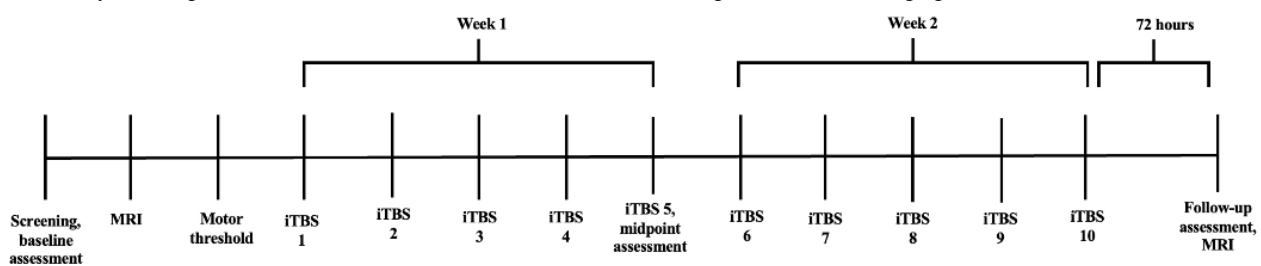 Week 1
Week 2
72 hours
Screening,
baseline
assessment
MRI
Motor
threshold
iTBS
1
iTBS
2
iTBS
3
iTBS
4
iTBS 5,
midpoint
assessment
iTBS
6
iTBS
7
iTBS
8
iTBS
9
iTBS
10
Follow-up
assessment,
MRI